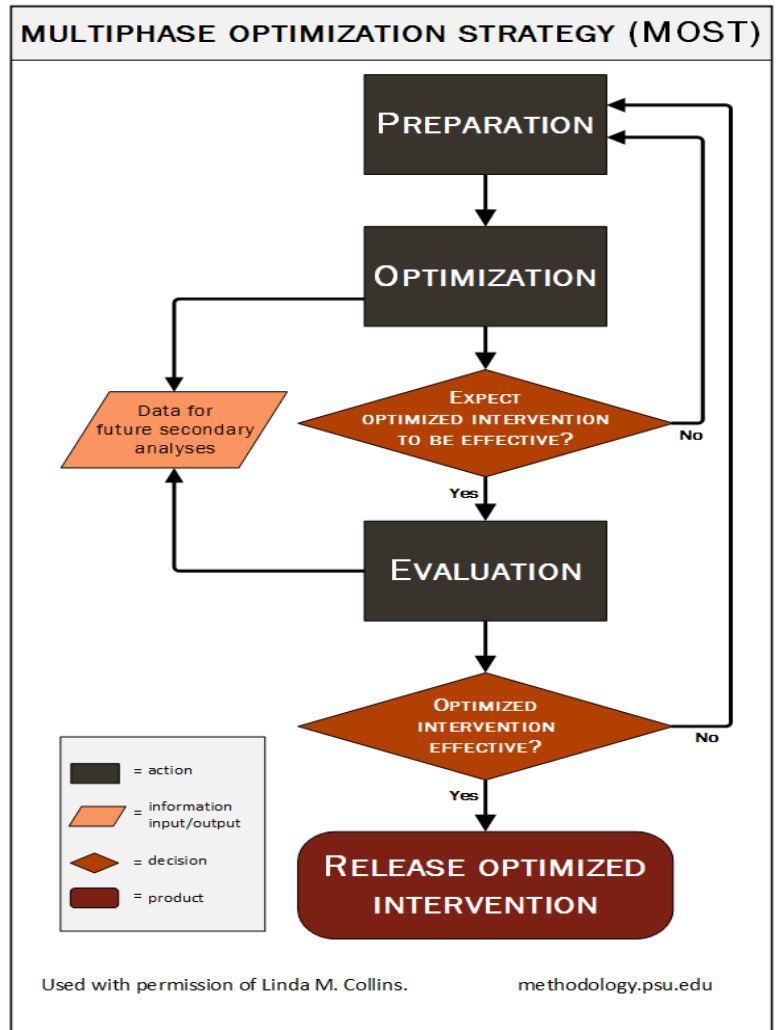 MULTIPHASE OPTIMIZATION STRATEGY (MOST)
PREPARATION
OPTIMIZATION
EXPECT
OPTIMIZED INTERVENTION
TO BE EFFECTIVE?
No
Data for
future secondary
analyses
Yes
EVALUATION
OPTIMIZED
INTERVENTION
EFFECTIVE?
No
Yes
RELEASE OPTIMIZED
INTERVENTION
= action
= information
input/output
= decision
= product
Used with permission of Linda M. Collins.
methodology.psu.edu